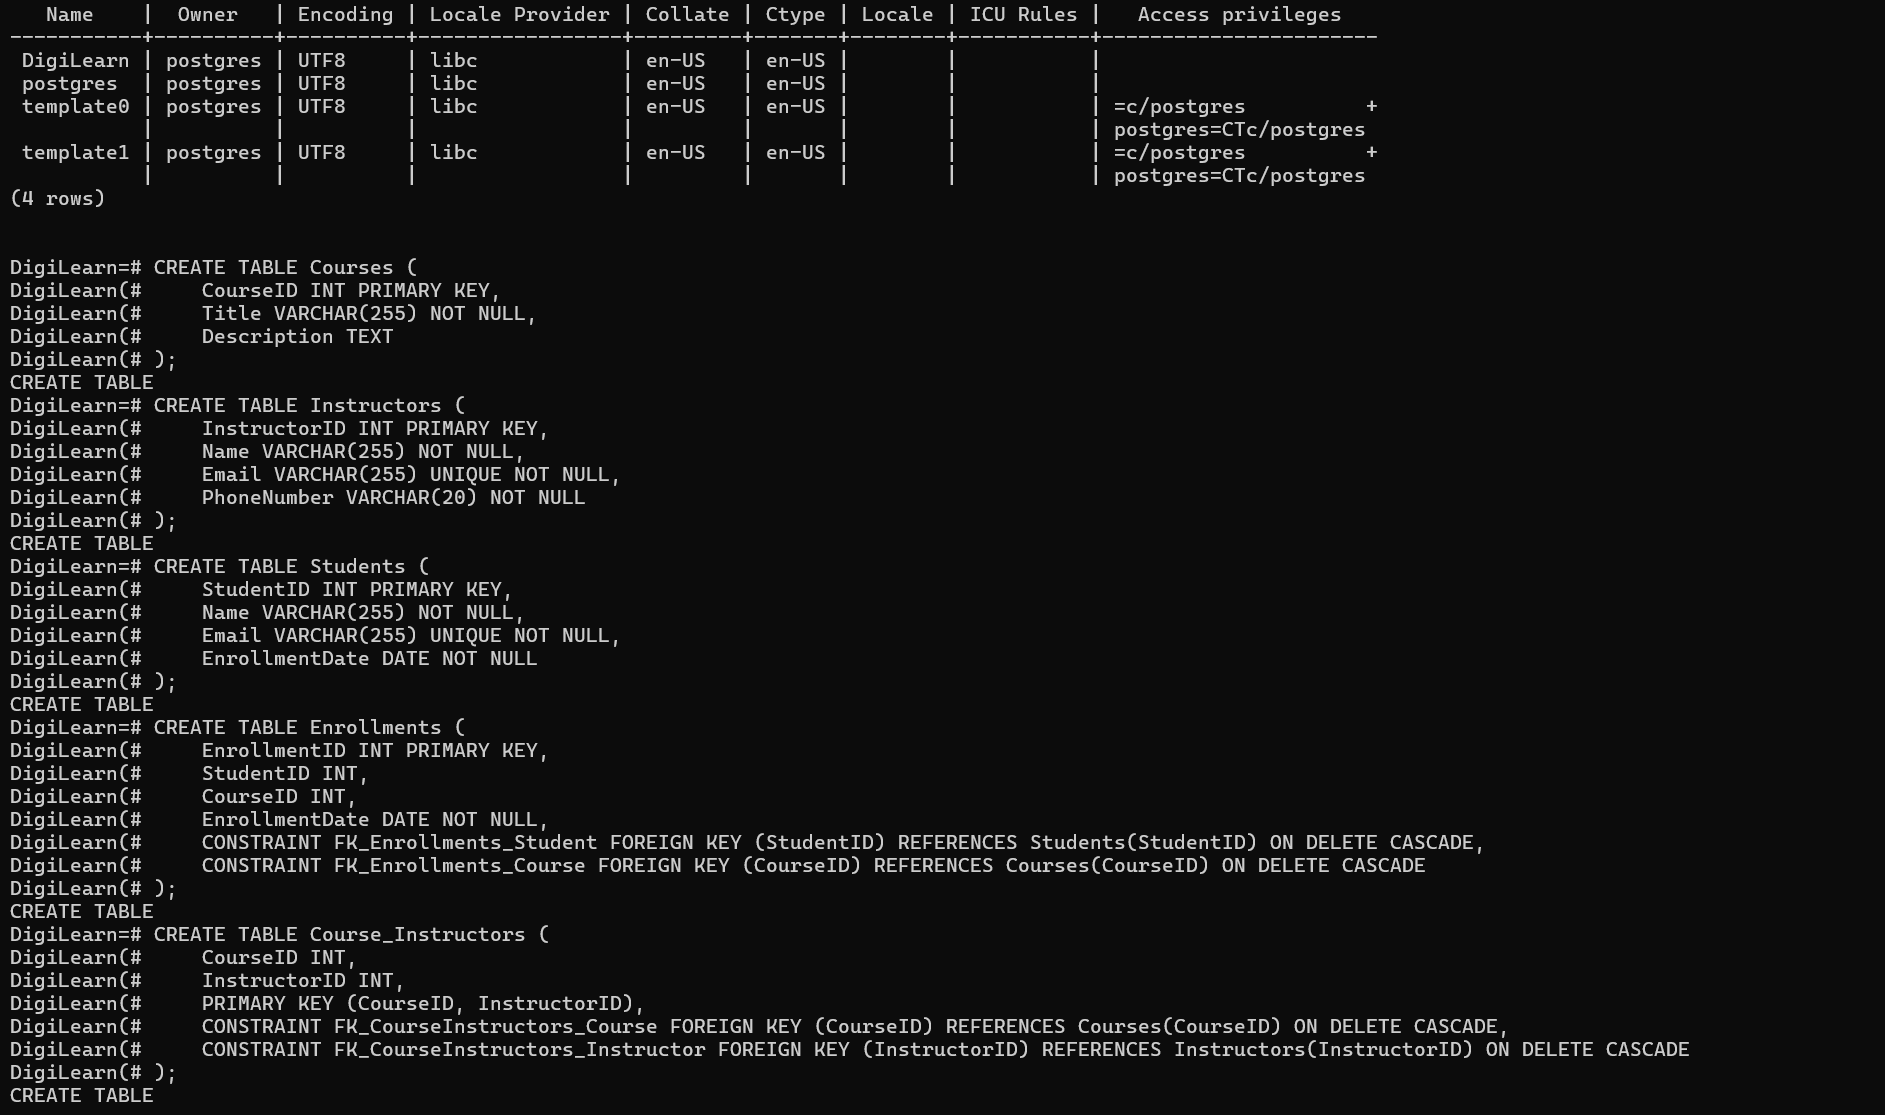 Name    |  Owner   | Encoding | Locale Provider | Collate | Ctype | Locale | ICU Rules |   Access privileges
-----------+----------+----------+-----------------+---------+-------+--------+-----------+-----------------------
 DigiLearn | postgres | UTF8     | libc            | en-US   | en-US |        |           |
 postgres  | postgres | UTF8     | libc            | en-US   | en-US |        |           |
 template0 | postgres | UTF8     | libc            | en-US   | en-US |        |           | =c/postgres          +
           |          |          |                 |         |       |        |           | postgres=CTc/postgres
 template1 | postgres | UTF8     | libc            | en-US   | en-US |        |           | =c/postgres          +
           |          |          |                 |         |       |        |           | postgres=CTc/postgres
(4 rows)


DigiLearn=# CREATE TABLE Courses (
DigiLearn(#     CourseID INT PRIMARY KEY,
DigiLearn(#     Title VARCHAR(255) NOT NULL,
DigiLearn(#     Description TEXT
DigiLearn(# );
CREATE TABLE
DigiLearn=# CREATE TABLE Instructors (
DigiLearn(#     InstructorID INT PRIMARY KEY,
DigiLearn(#     Name VARCHAR(255) NOT NULL,
DigiLearn(#     Email VARCHAR(255) UNIQUE NOT NULL,
DigiLearn(#     PhoneNumber VARCHAR(20) NOT NULL
DigiLearn(# );
CREATE TABLE
DigiLearn=# CREATE TABLE Students (
DigiLearn(#     StudentID INT PRIMARY KEY,
DigiLearn(#     Name VARCHAR(255) NOT NULL,
DigiLearn(#     Email VARCHAR(255) UNIQUE NOT NULL,
DigiLearn(#     EnrollmentDate DATE NOT NULL
DigiLearn(# );
CREATE TABLE
DigiLearn=# CREATE TABLE Enrollments (
DigiLearn(#     EnrollmentID INT PRIMARY KEY,
DigiLearn(#     StudentID INT,
DigiLearn(#     CourseID INT,
DigiLearn(#     EnrollmentDate DATE NOT NULL,
DigiLearn(#     CONSTRAINT FK_Enrollments_Student FOREIGN KEY (StudentID) REFERENCES Students(StudentID) ON DELETE CASCADE,
DigiLearn(#     CONSTRAINT FK_Enrollments_Course FOREIGN KEY (CourseID) REFERENCES Courses(CourseID) ON DELETE CASCADE
DigiLearn(# );
CREATE TABLE
DigiLearn=# CREATE TABLE Course_Instructors (
DigiLearn(#     CourseID INT,
DigiLearn(#     InstructorID INT,
DigiLearn(#     PRIMARY KEY (CourseID, InstructorID),
DigiLearn(#     CONSTRAINT FK_CourseInstructors_Course FOREIGN KEY (CourseID) REFERENCES Courses(CourseID) ON DELETE CASCADE,
DigiLearn(#     CONSTRAINT FK_CourseInstructors_Instructor FOREIGN KEY (InstructorID) REFERENCES Instructors(InstructorID) ON DELETE CASCADE
DigiLearn(# );
CREATE TABLE